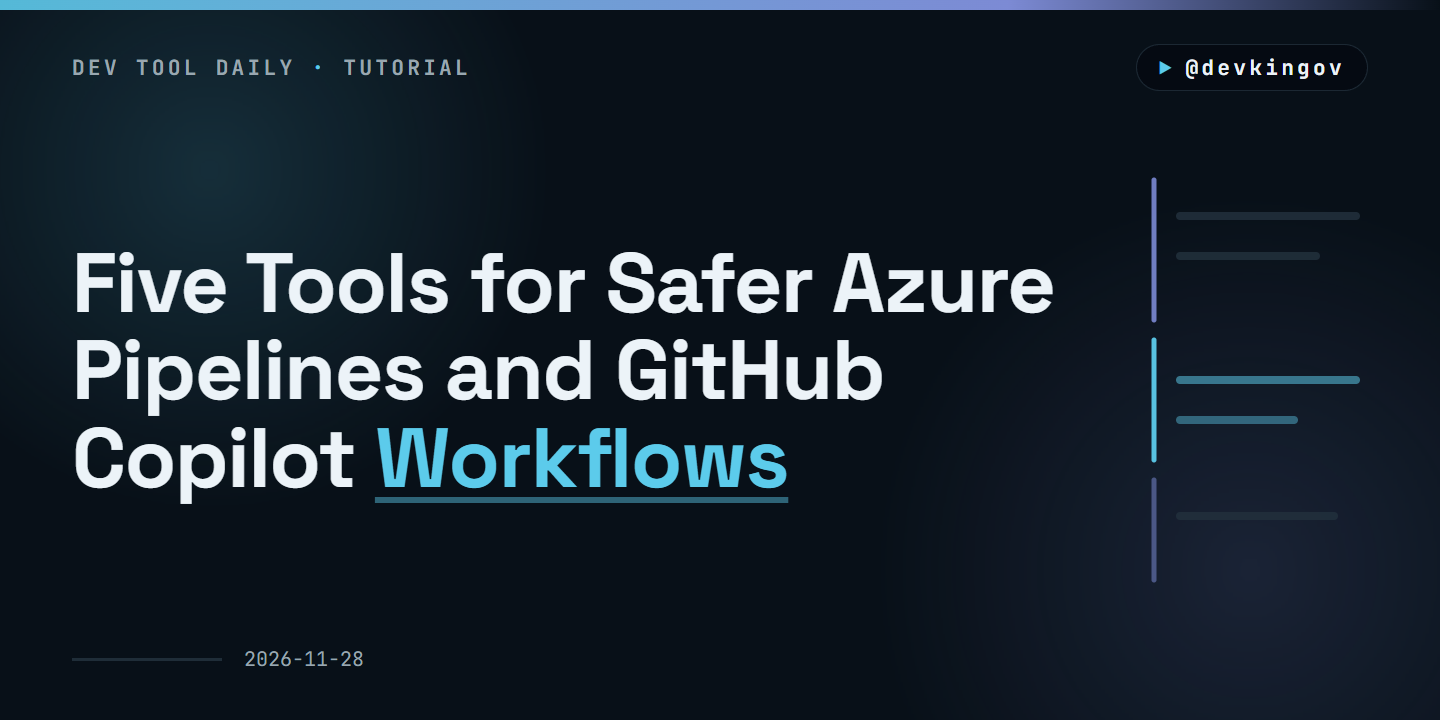 DEV TOOL DAILY · TUTORIAL
@devkingov
Five Tools for Safer Azure
Pipelines and GitHub
Copilot Workflows
2026-11-28